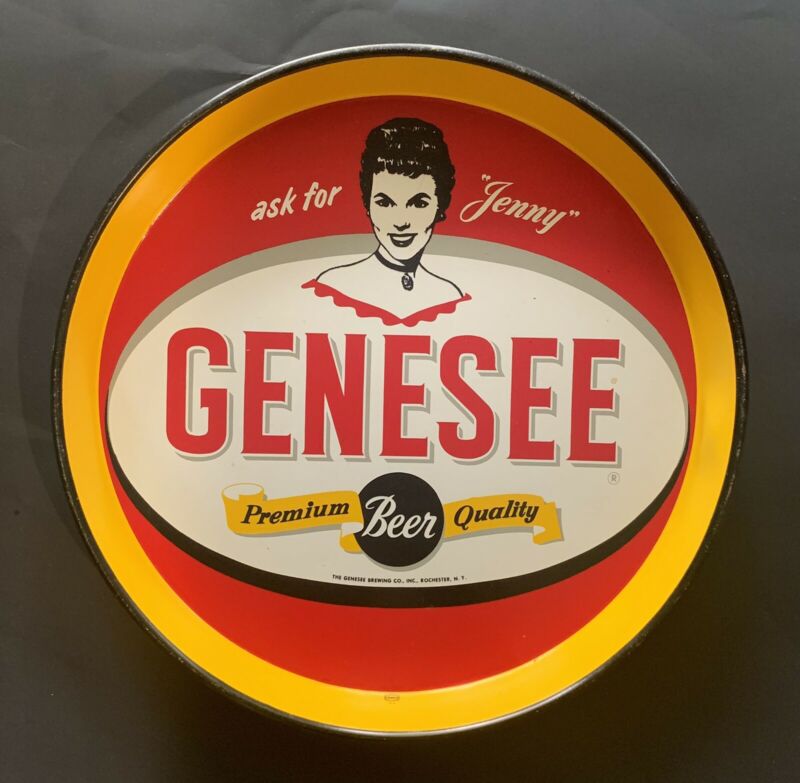 ask for "Jenny"
GENESEE
®
Premium Beer Quality
THE GENESEE BREWING CO., INC., ROCHESTER, N. Y.